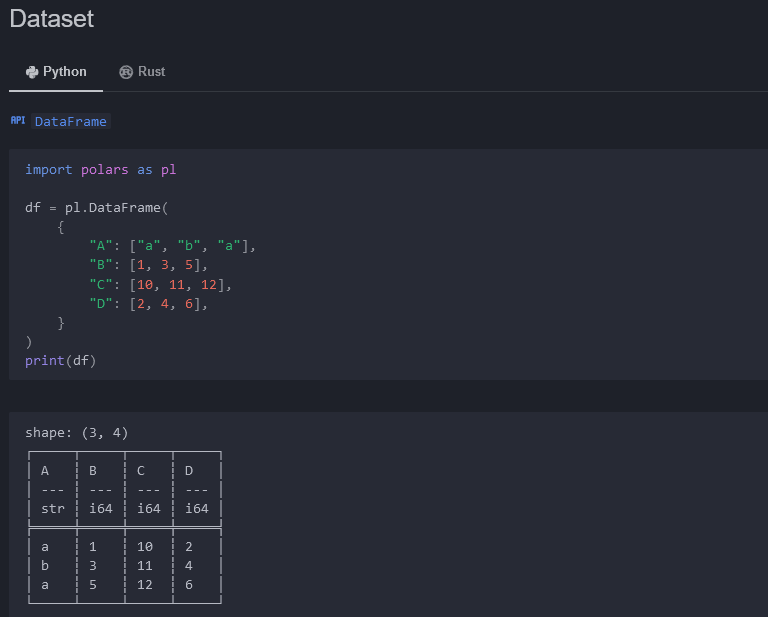 Dataset
Python Rust
API DataFrame
import polars as pl
df = pl.DataFrame(
    {
        "A": ["a", "b", "a"],
        "B": [1, 3, 5],
        "C": [10, 11, 12],
        "D": [2, 4, 6],
    }
)
print(df)
shape: (3, 4)
┌─────┬─────┬─────┬─────┐
│ A   ┆ B   ┆ C   ┆ D   │
│ --- ┆ --- ┆ --- ┆ --- │
│ str ┆ i64 ┆ i64 ┆ i64 │
╞═════╪═════╪═════╪═════╡
│ a   ┆ 1   ┆ 10  ┆ 2   │
│ b   ┆ 3   ┆ 11  ┆ 4   │
│ a   ┆ 5   ┆ 12  ┆ 6   │
└─────┴─────┴─────┴─────┘